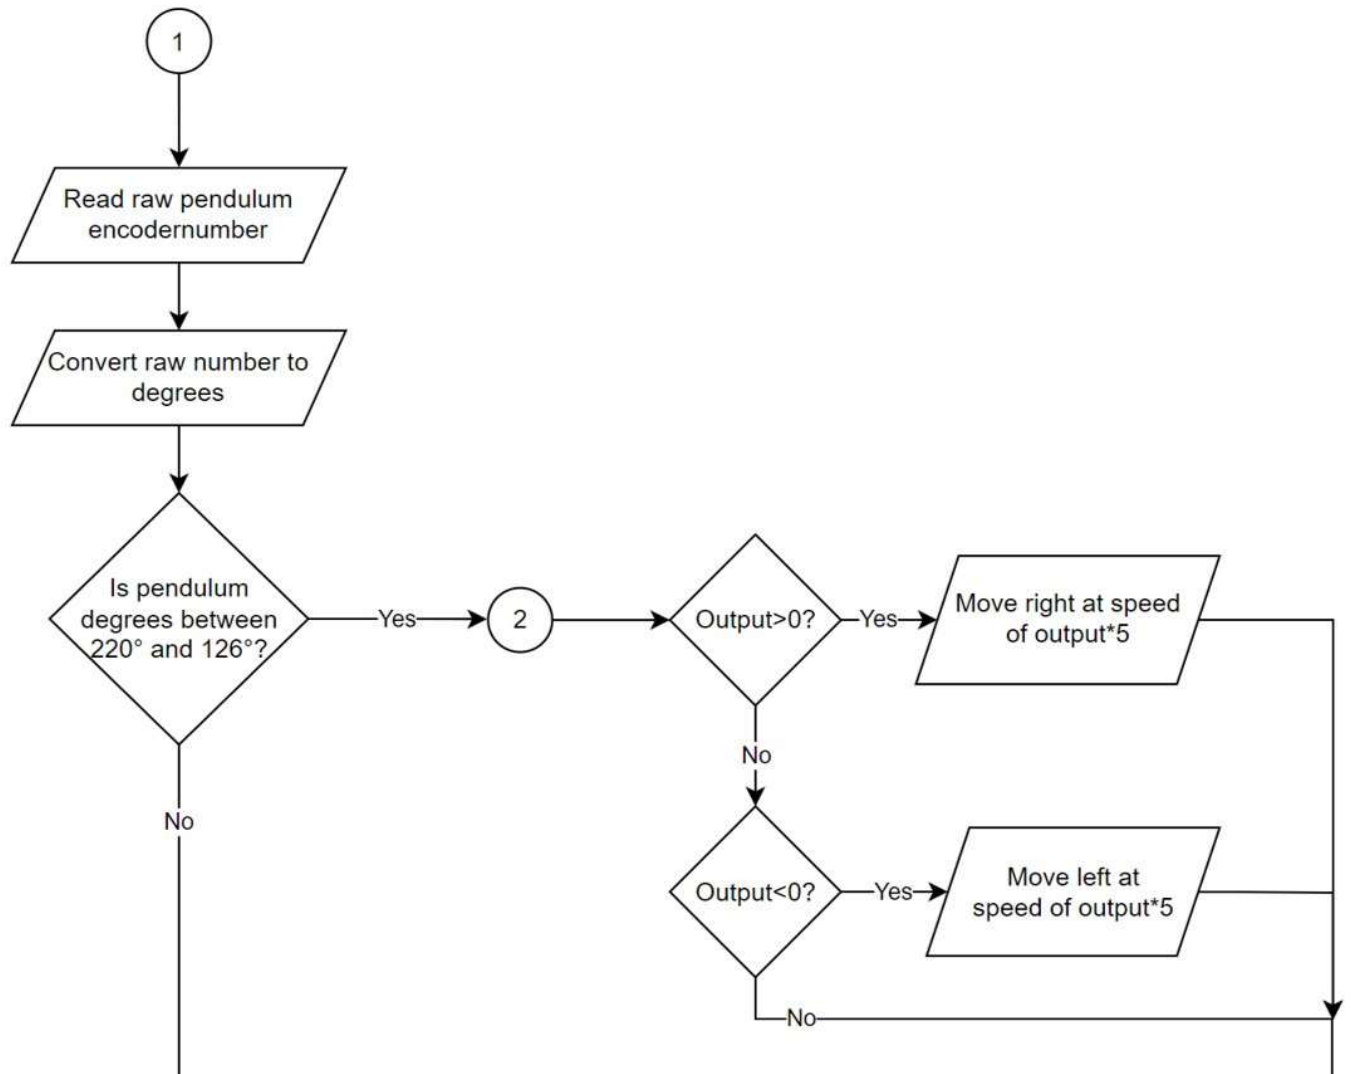 1
Read raw pendulum
encodernumber
Convert raw number to
degrees
Is pendulum
degrees between
220° and 126°?
Yes
2
Output>0?
Yes
Move right at speed
of output*5
No
No
Output<0?
Yes
Move left at
speed of output*5
No